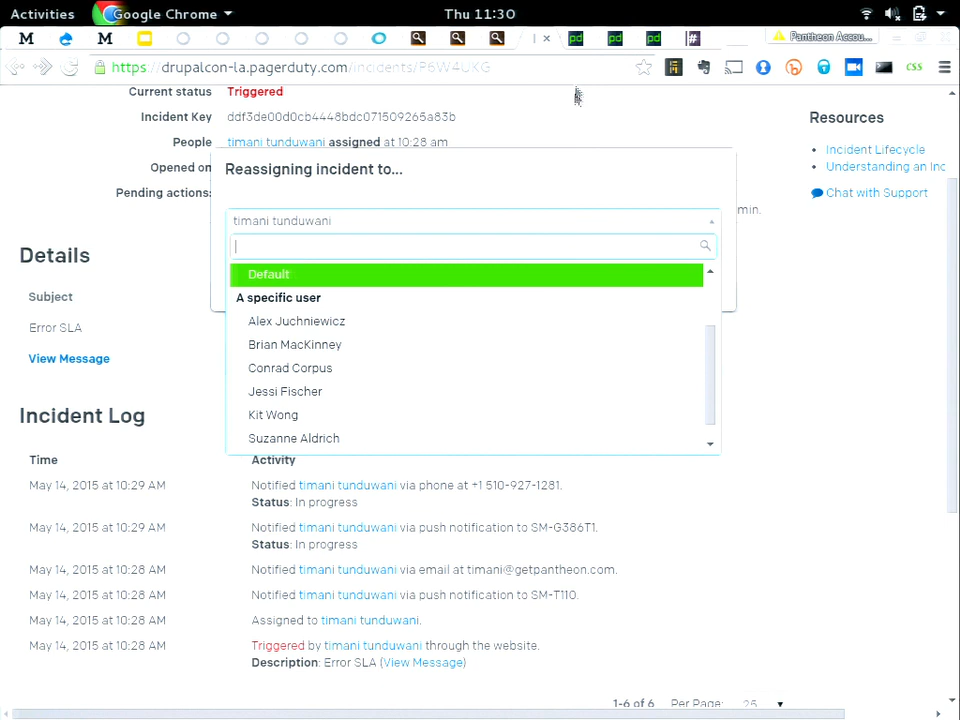 Activities
Google Chrome
Thu 11:30
M
M
pd
pd
pd
#
Pantheon Accou...
https://drupalcon-la.pagerduty.com/incidents/P6W4UXG
CSS
Current status Triggered
Incident Key ddf3de00d0cb4448bdc071509265a83b
People timani tunduwani assigned at 10:28 am
Opened on
Pending actions:
min.
Reassigning incident to...
timani tunduwani
Default
A specific user
Alex Juchniewicz
Brian MacKinney
Conrad Corpus
Jessi Fischer
Kit Wong
Suzanne Aldrich
Resources
Incident Lifecycle
Understanding an Inc
Chat with Support
Details
Subject
Error SLA
View Message
Incident Log
Time Activity
May 14, 2015 at 10:29 AM Notified timani tunduwani via phone at +1 510-927-1281.
Status: In progress
May 14, 2015 at 10:29 AM Notified timani tunduwani via push notification to SM-G386T1.
Status: In progress
May 14, 2015 at 10:28 AM Notified timani tunduwani via email at timani@getpantheon.com.
May 14, 2015 at 10:28 AM Notified timani tunduwani via push notification to SM-T110.
May 14, 2015 at 10:28 AM Assigned to timani tunduwani.
May 14, 2015 at 10:28 AM Triggered by timani tunduwani through the website.
Description: Error SLA (View Message)
1-6 of 6 Per Page: 25